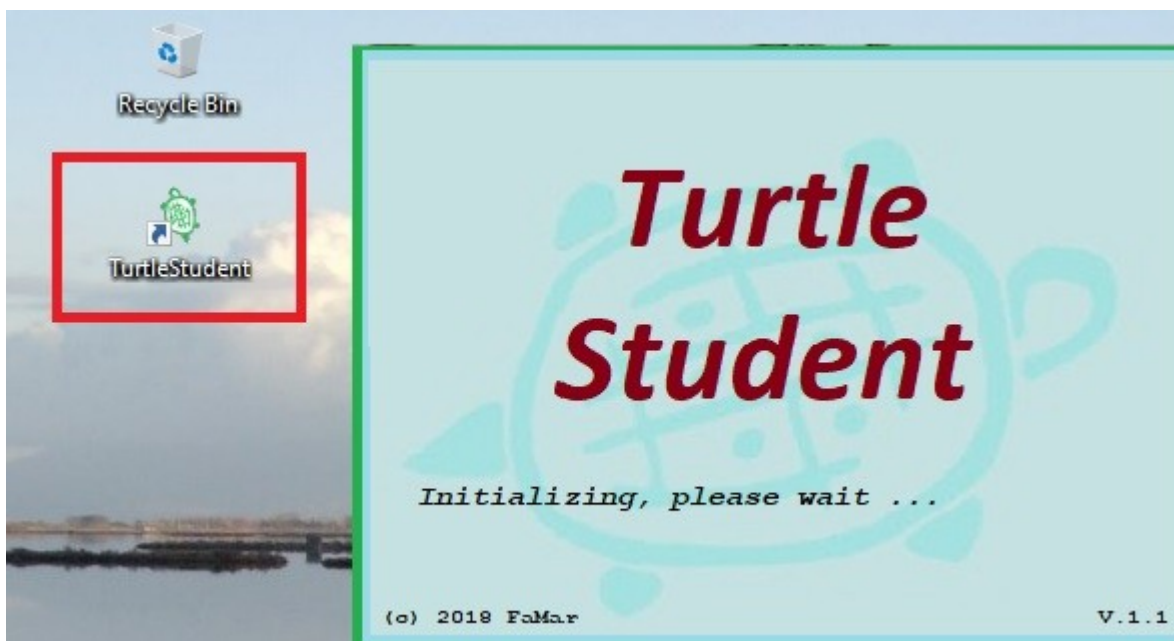 Recycle Bin
TurtleStudent
Turtle
Student
Initializing, please wait ...
(c) 2018 FaMar
V.1.1